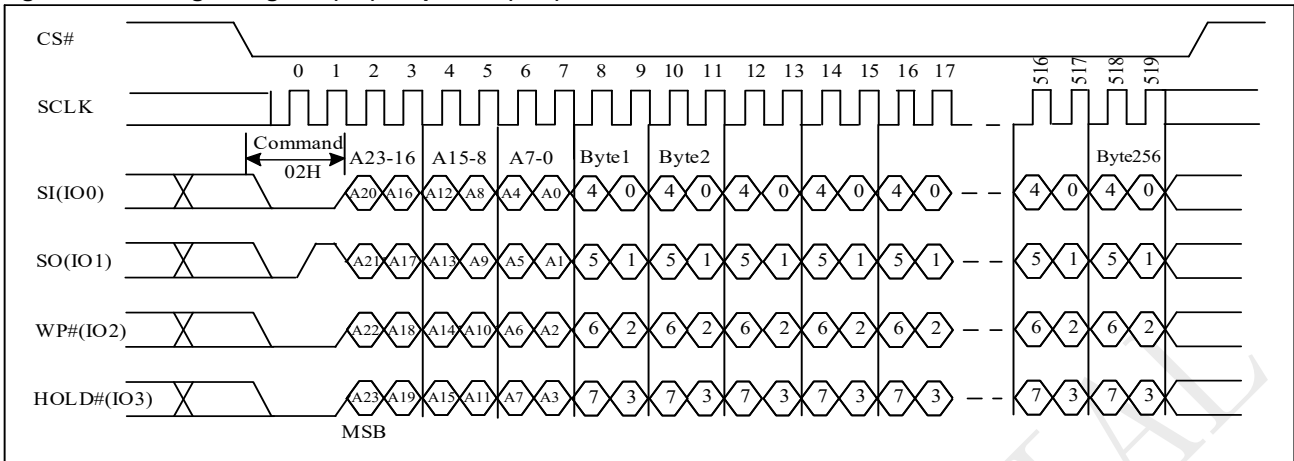 CS#
0 1 2 3 4 5 6 7 8 9 10 11 12 13 14 15 16 17 516 517 518 519
SCLK
Command
A23-16 A15-8 A7-0 Byte1 Byte2 Byte256
02H
SI(IO0) A20 A16 A12 A8 A4 A0 4 0 4 0 4 0 4 0 4 0 4 0 4 0
SO(IO1) A21 A17 A13 A9 A5 A1 5 1 5 1 5 1 5 1 5 1 5 1 5 1
WP#(IO2) A22 A18 A14 A10 A6 A2 6 2 6 2 6 2 6 2 6 2 6 2 6 2
HOLD#(IO3) A23 A19 A15 A11 A7 A3 7 3 7 3 7 3 7 3 7 3 7 3 7 3
MSB